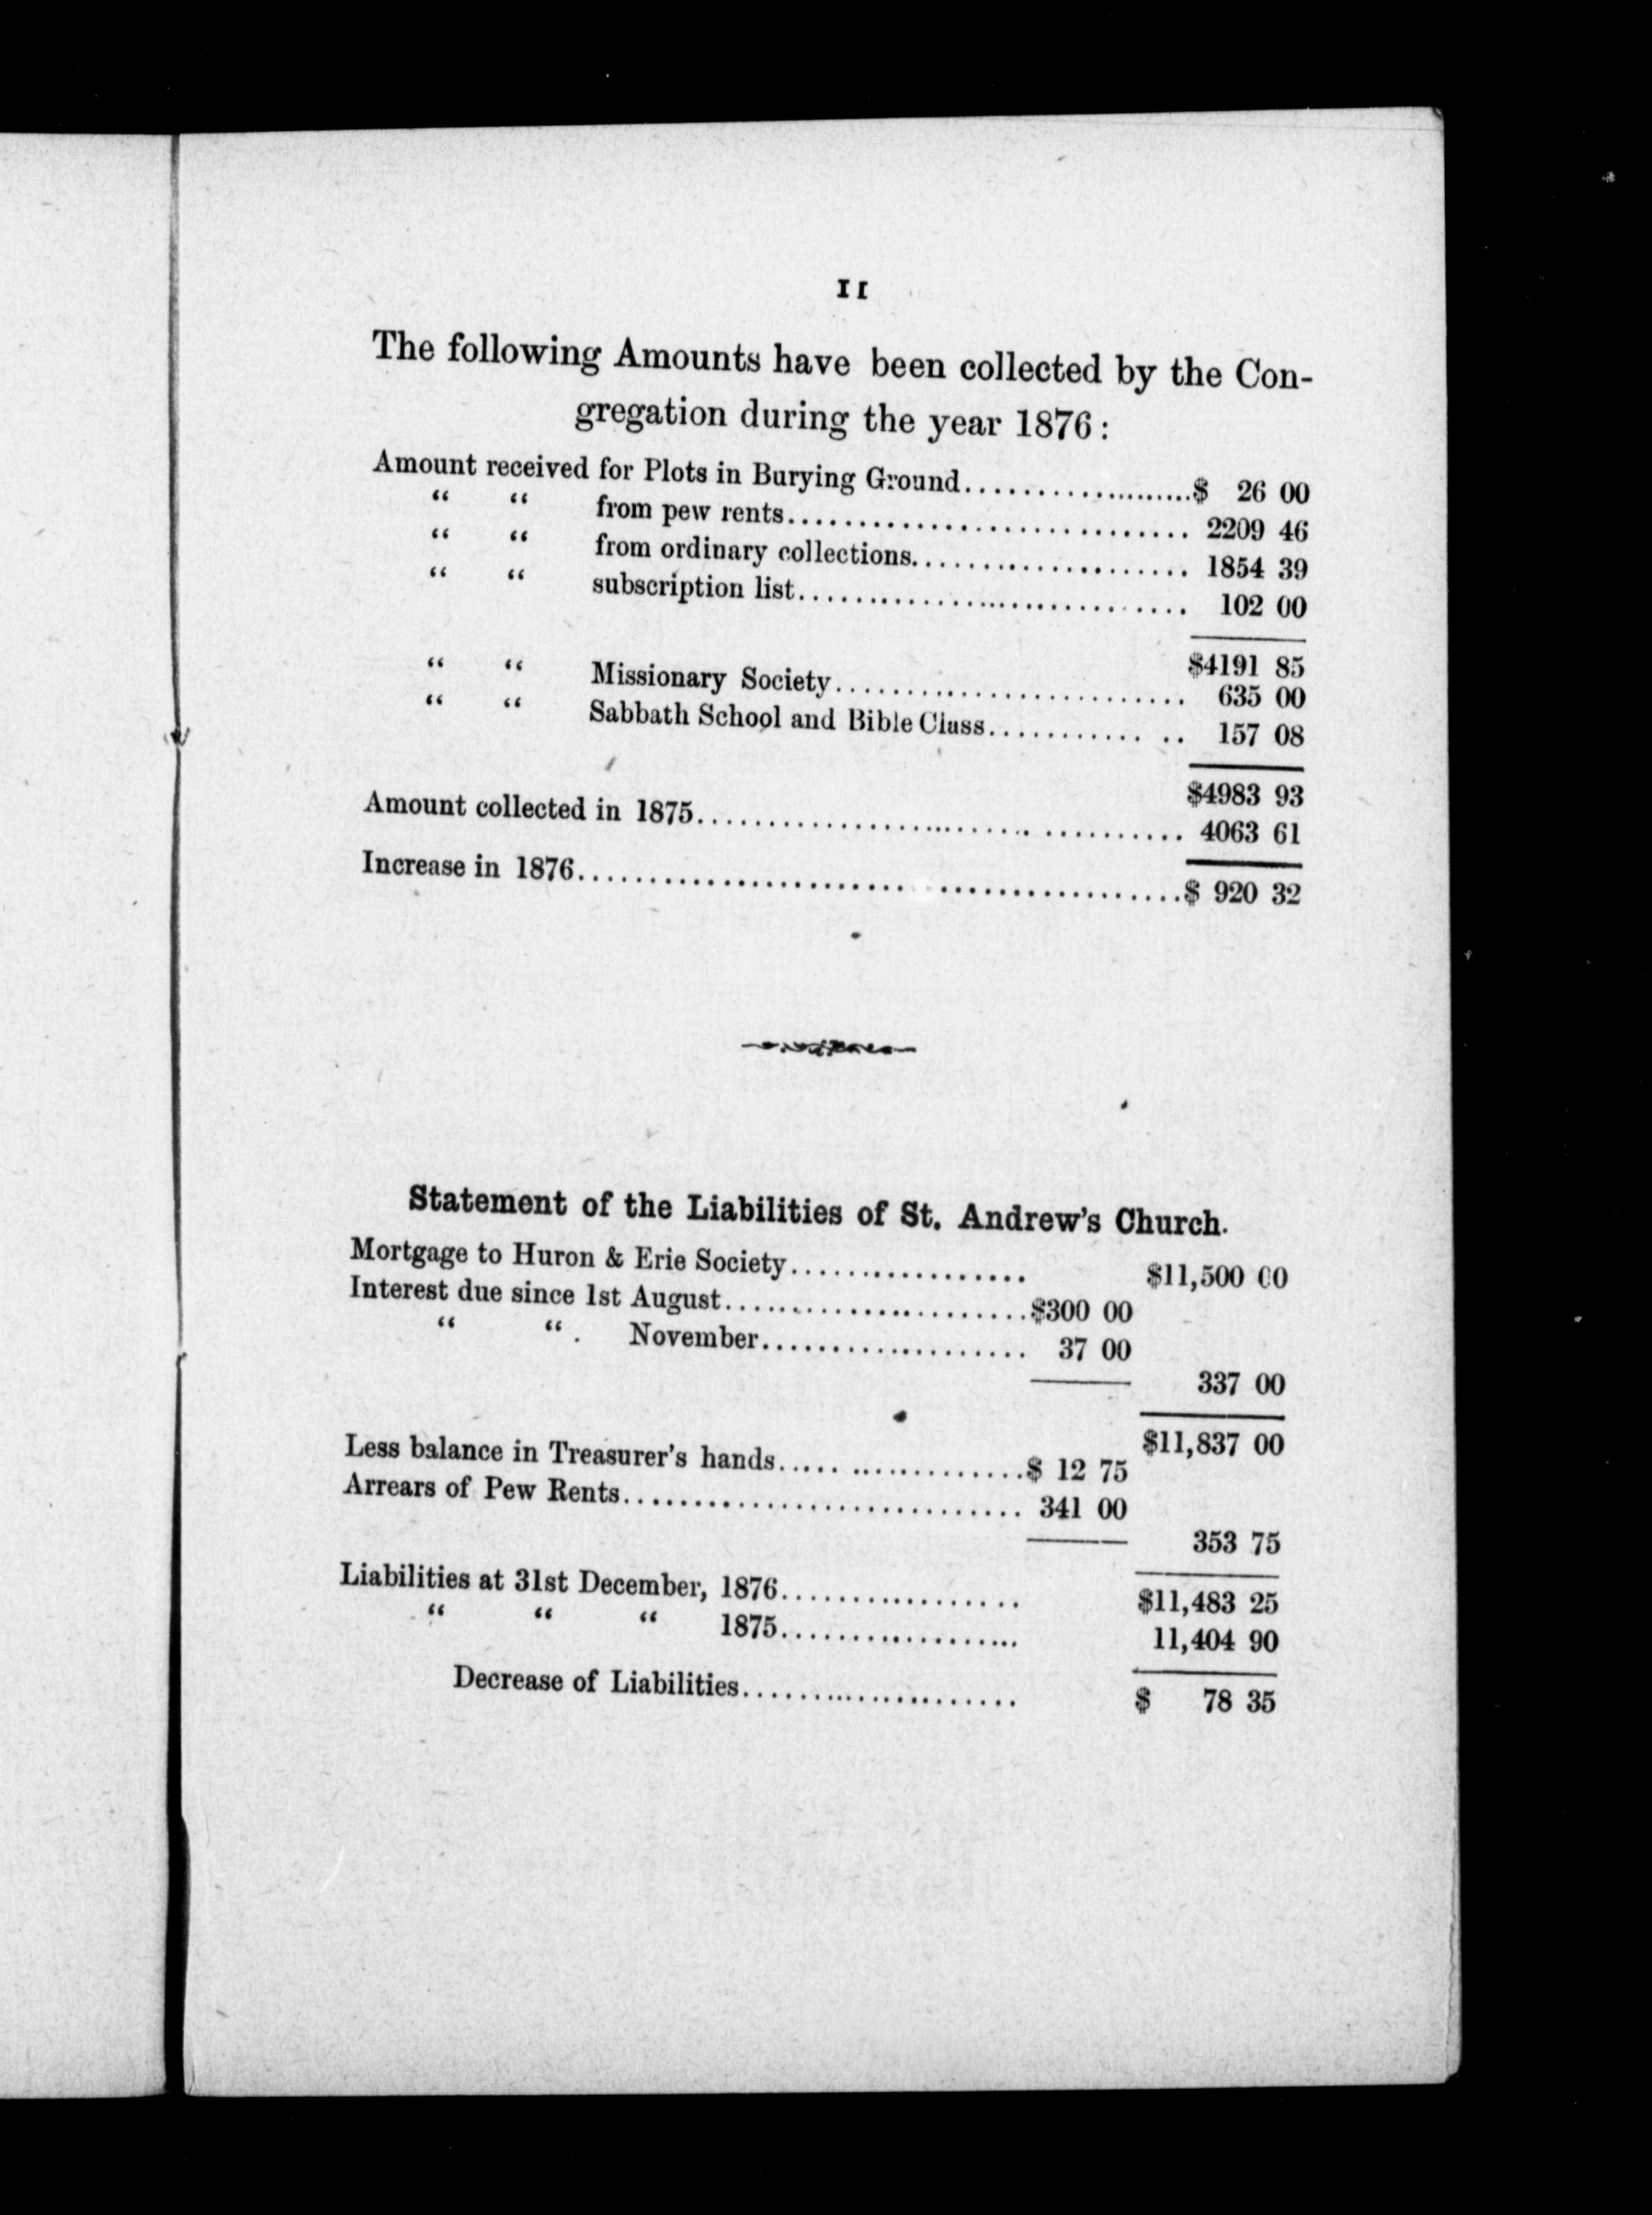 11
The following Amounts have been collected by the Con-
gregation during the year 1876:
Amount received for Plots in Burying Ground....................$ 26 00
“ “ from pew rents............................ 2209 46
“ “ from ordinary collections.................... 1854 39
“ “ subscription list............................ 102 00
$4191 85
“ “ Missionary Society......................... 635 00
“ “ Sabbath School and Bible Class........... .. 157 08
$4983 93
Amount collected in 1875.................................. 4063 61
Increase in 1876..........................................$ 920 32
Statement of the Liabilities of St. Andrew's Church.
Mortgage to Huron & Erie Society................. $11,500 00
Interest due since 1st August......................$300 00
“ “. November................... 37 00
337 00
$11,837 00
Less balance in Treasurer's hands..... ............$ 12 75
Arrears of Pew Rents............................ 341 00
353 75
Liabilities at 31st December, 1876................. $11,483 25
“ “ “ 1875................. 11,404 90
Decrease of Liabilities.................... $ 78 35